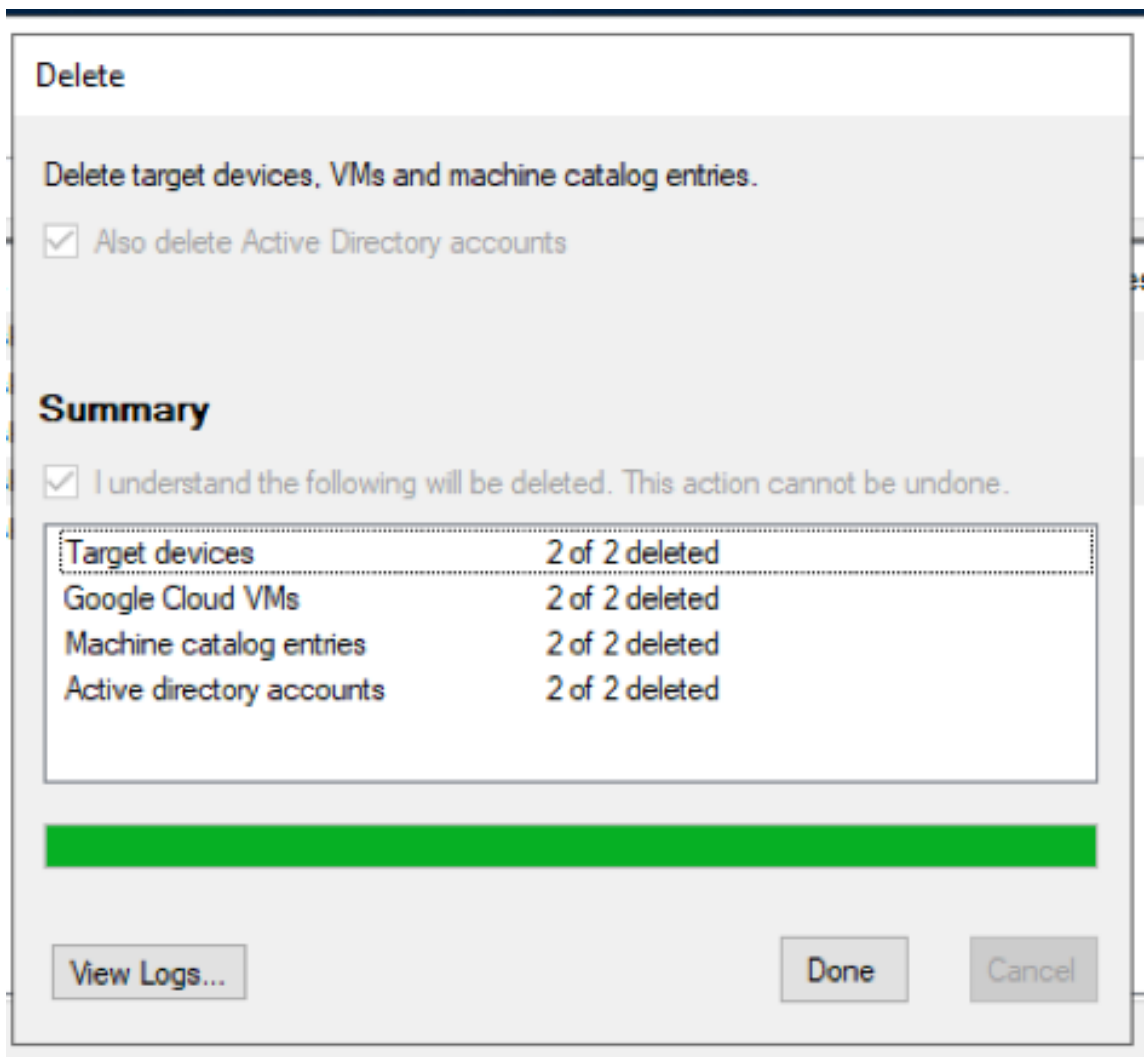 Delete
Delete target devices, VMs and machine catalog entries.
Also delete Active Directory accounts
Summary
I understand the following will be deleted. This action cannot be undone.
Target devices 2 of 2 deleted
Google Cloud VMs 2 of 2 deleted
Machine catalog entries 2 of 2 deleted
Active directory accounts 2 of 2 deleted
View Logs... Done Cancel